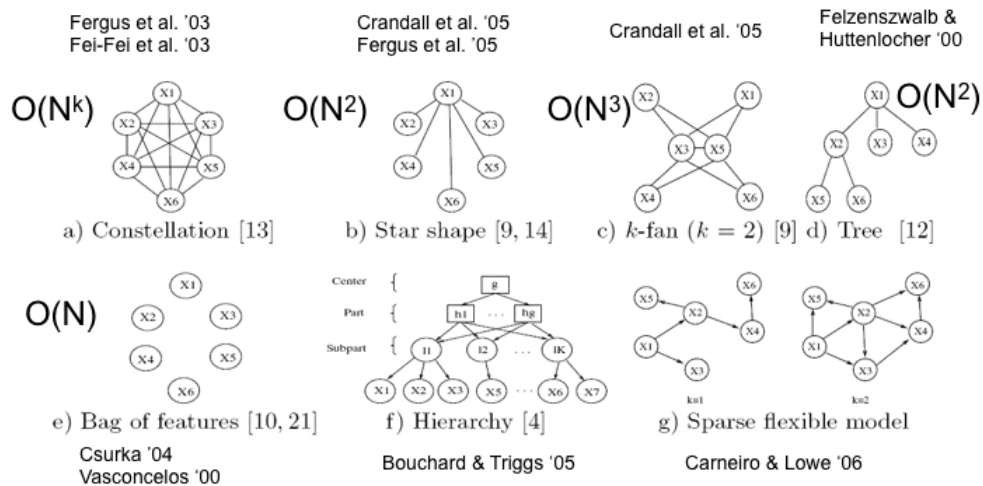 Fergus et al. '03
Fei-Fei et al. '03
Crandall et al. '05
Fergus et al. '05
Crandall et al. '05
Felzenszwalb &
Huttenlocher '00
O(Nᵏ)
X1
X2
X3
X4
X5
X6
a) Constellation [13]
O(N²)
X1
X2
X3
X4
X5
X6
b) Star shape [9, 14]
O(N³)
X2
X1
X3
X5
X4
X6
c) k-fan (k = 2) [9]
O(N²)
X1
X2
X3
X4
X5
X6
d) Tree [12]
O(N)
X1
X2
X3
X4
X5
X6
e) Bag of features [10, 21]
Csurka '04
Vasconcelos '00
Center {
g
Part {
h1 ... hg
Subpart {
l1 l2 ... lK
X1 X2 X3 X5 ... X6 X7
f) Hierarchy [4]
Bouchard & Triggs '05
X6
X5
X2
X4
X1
X3
k=1
X6
X5
X2
X4
X1
X3
k=2
g) Sparse flexible model
Carneiro & Lowe '06